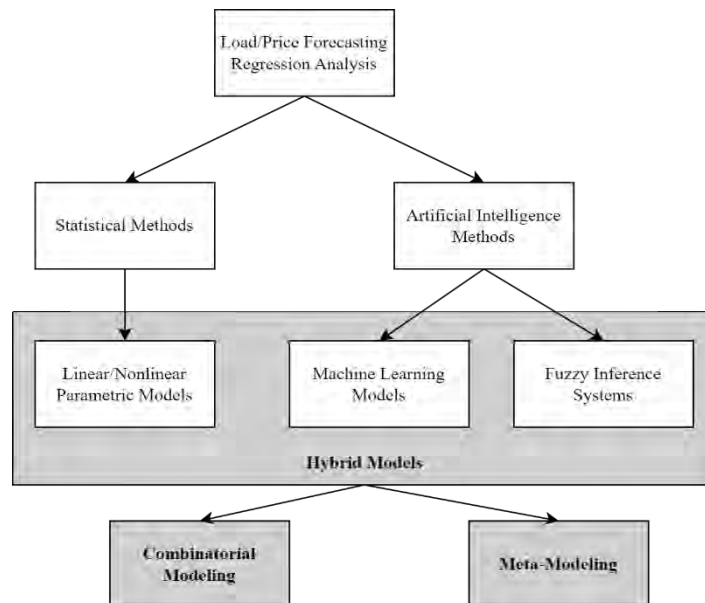 Load/Price Forecasting
Regression Analysis
Statistical Methods
Artificial Intelligence
Methods
Linear/Nonlinear
Parametric Models
Machine Learning
Models
Fuzzy Inference
Systems
Hybrid Models
Combinatorial
Modeling
Meta-Modeling